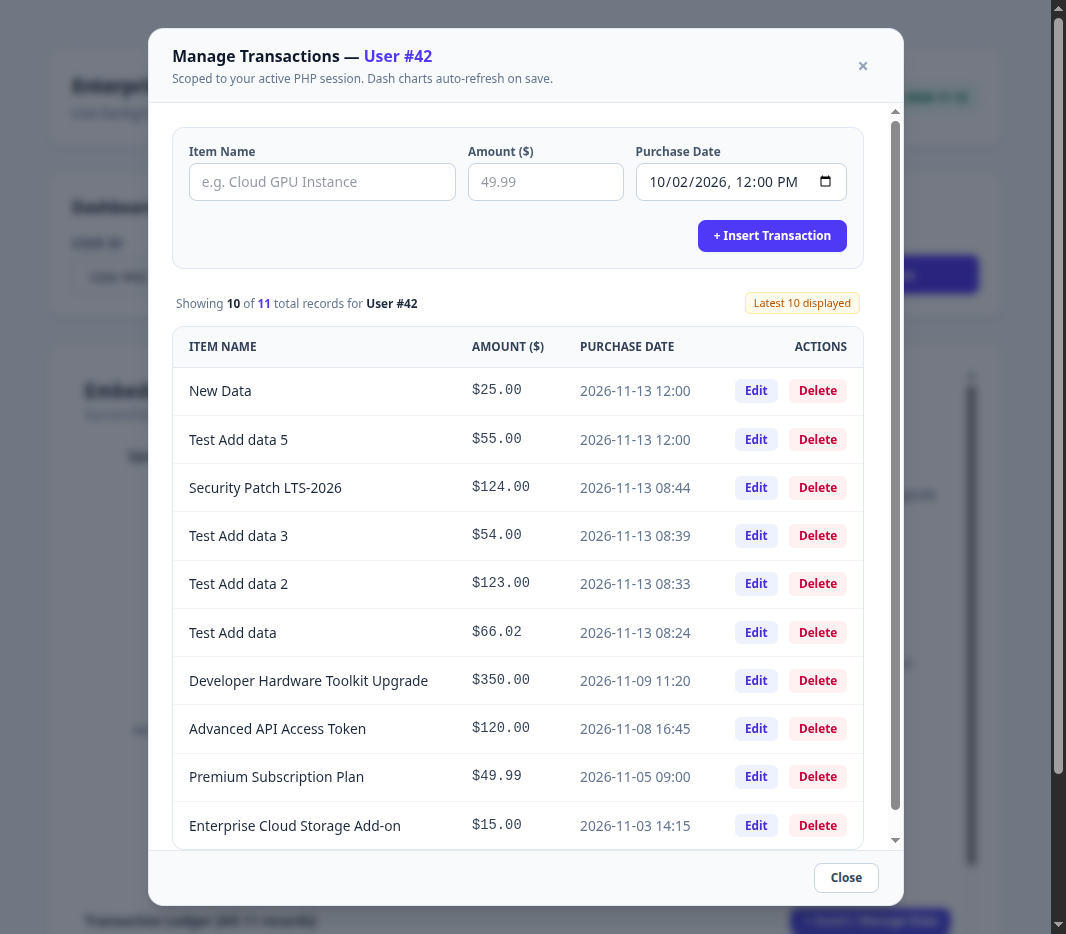 Manage Transactions — User #42
Scoped to your active PHP session. Dash charts auto-refresh on save.
×
Item Name Amount ($) Purchase Date
e.g. Cloud GPU Instance 49.99 10/02/2026, 12:00 PM
+ Insert Transaction
Showing 10 of 11 total records for User #42 Latest 10 displayed
ITEM NAME AMOUNT ($) PURCHASE DATE ACTIONS
New Data $25.00 2026-11-13 12:00 Edit Delete
Test Add data 5 $55.00 2026-11-13 12:00 Edit Delete
Security Patch LTS-2026 $124.00 2026-11-13 08:44 Edit Delete
Test Add data 3 $54.00 2026-11-13 08:39 Edit Delete
Test Add data 2 $123.00 2026-11-13 08:33 Edit Delete
Test Add data $66.02 2026-11-13 08:24 Edit Delete
Developer Hardware Toolkit Upgrade $350.00 2026-11-09 11:20 Edit Delete
Advanced API Access Token $120.00 2026-11-08 16:45 Edit Delete
Premium Subscription Plan $49.99 2026-11-05 09:00 Edit Delete
Enterprise Cloud Storage Add-on $15.00 2026-11-03 14:15 Edit Delete
Close